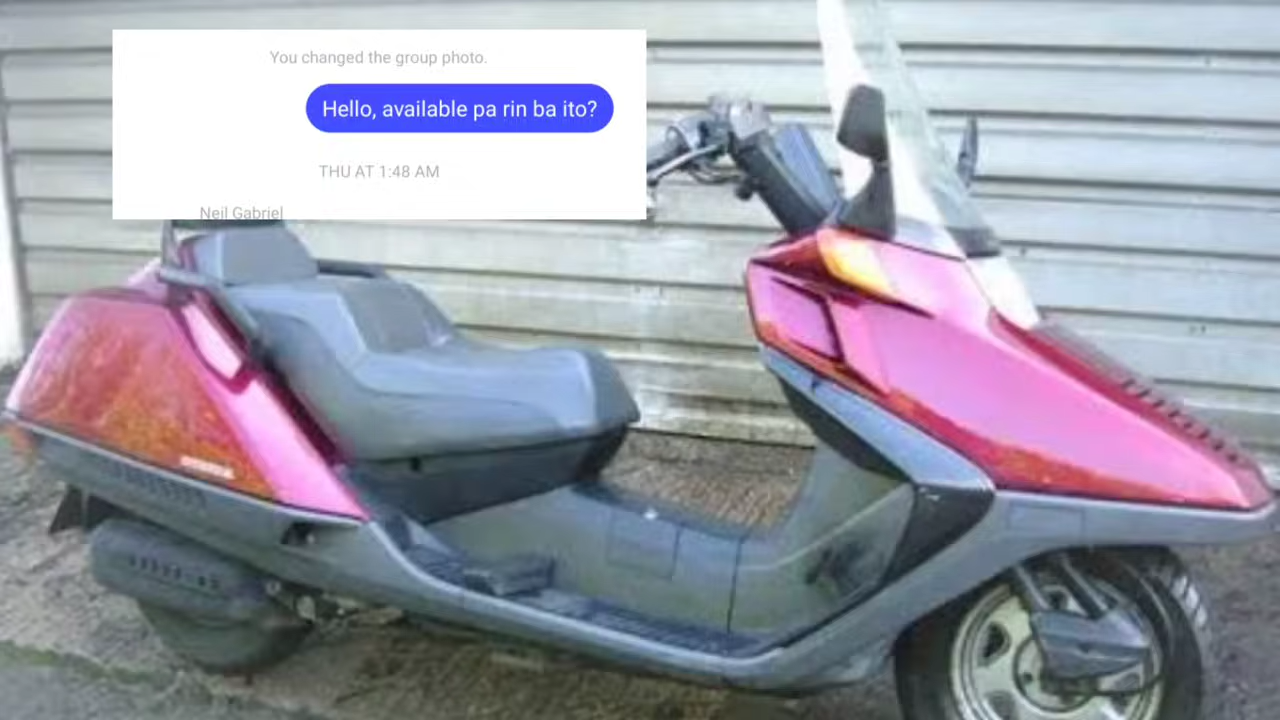 You changed the group photo.
Hello, available pa rin ba ito?
THU AT 1:48 AM
Neil Gabriel